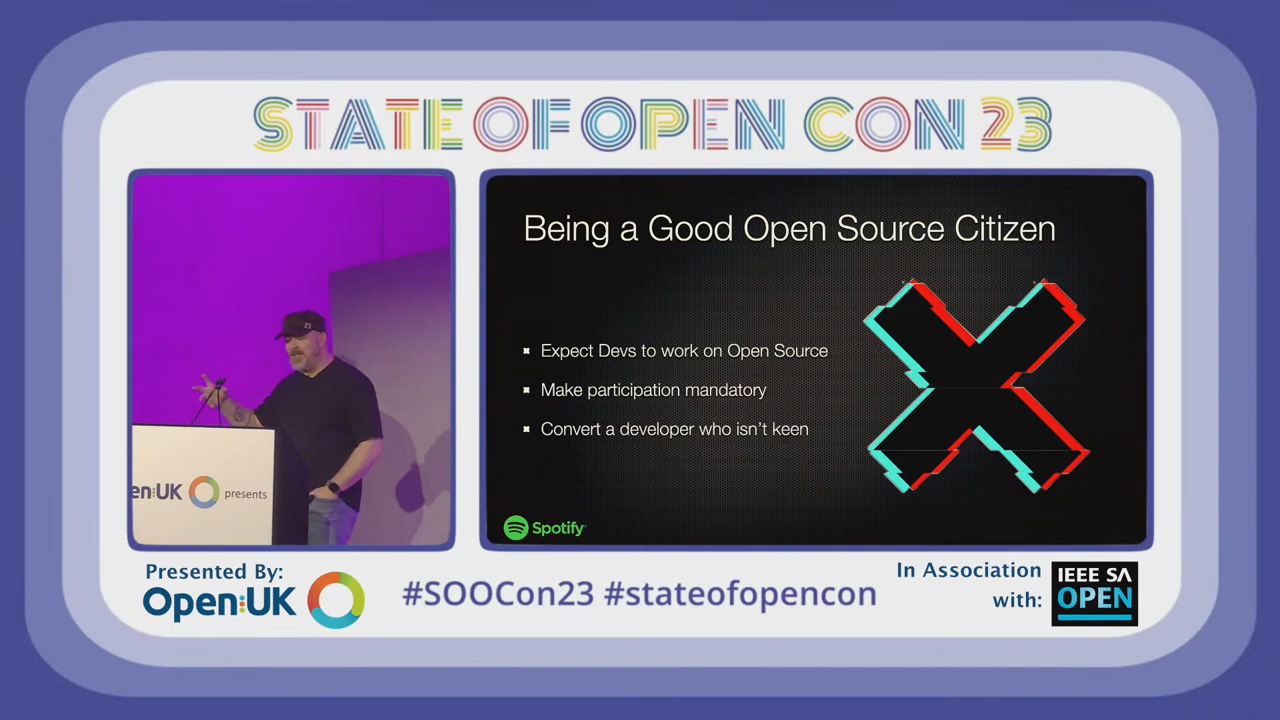 STATE OF OPEN CON 23
Being a Good Open Source Citizen
Expect Devs to work on Open Source
Make participation mandatory
Convert a developer who isn't keen
Spotify
en:UK presents
Presented By:
Open:UK
#SOOCon23 #stateofopencon
In Association
with:
IEEE SA
OPEN